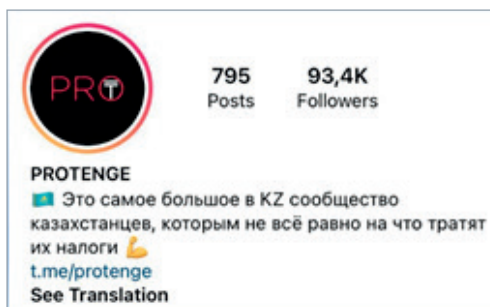 PRO₸
795 93,4K
Posts Followers
PROTENGE
🇰🇿 Это самое большое в KZ сообщество
казахстанцев, которым не всё равно на что тратят
их налоги 💪
t.me/protenge
See Translation